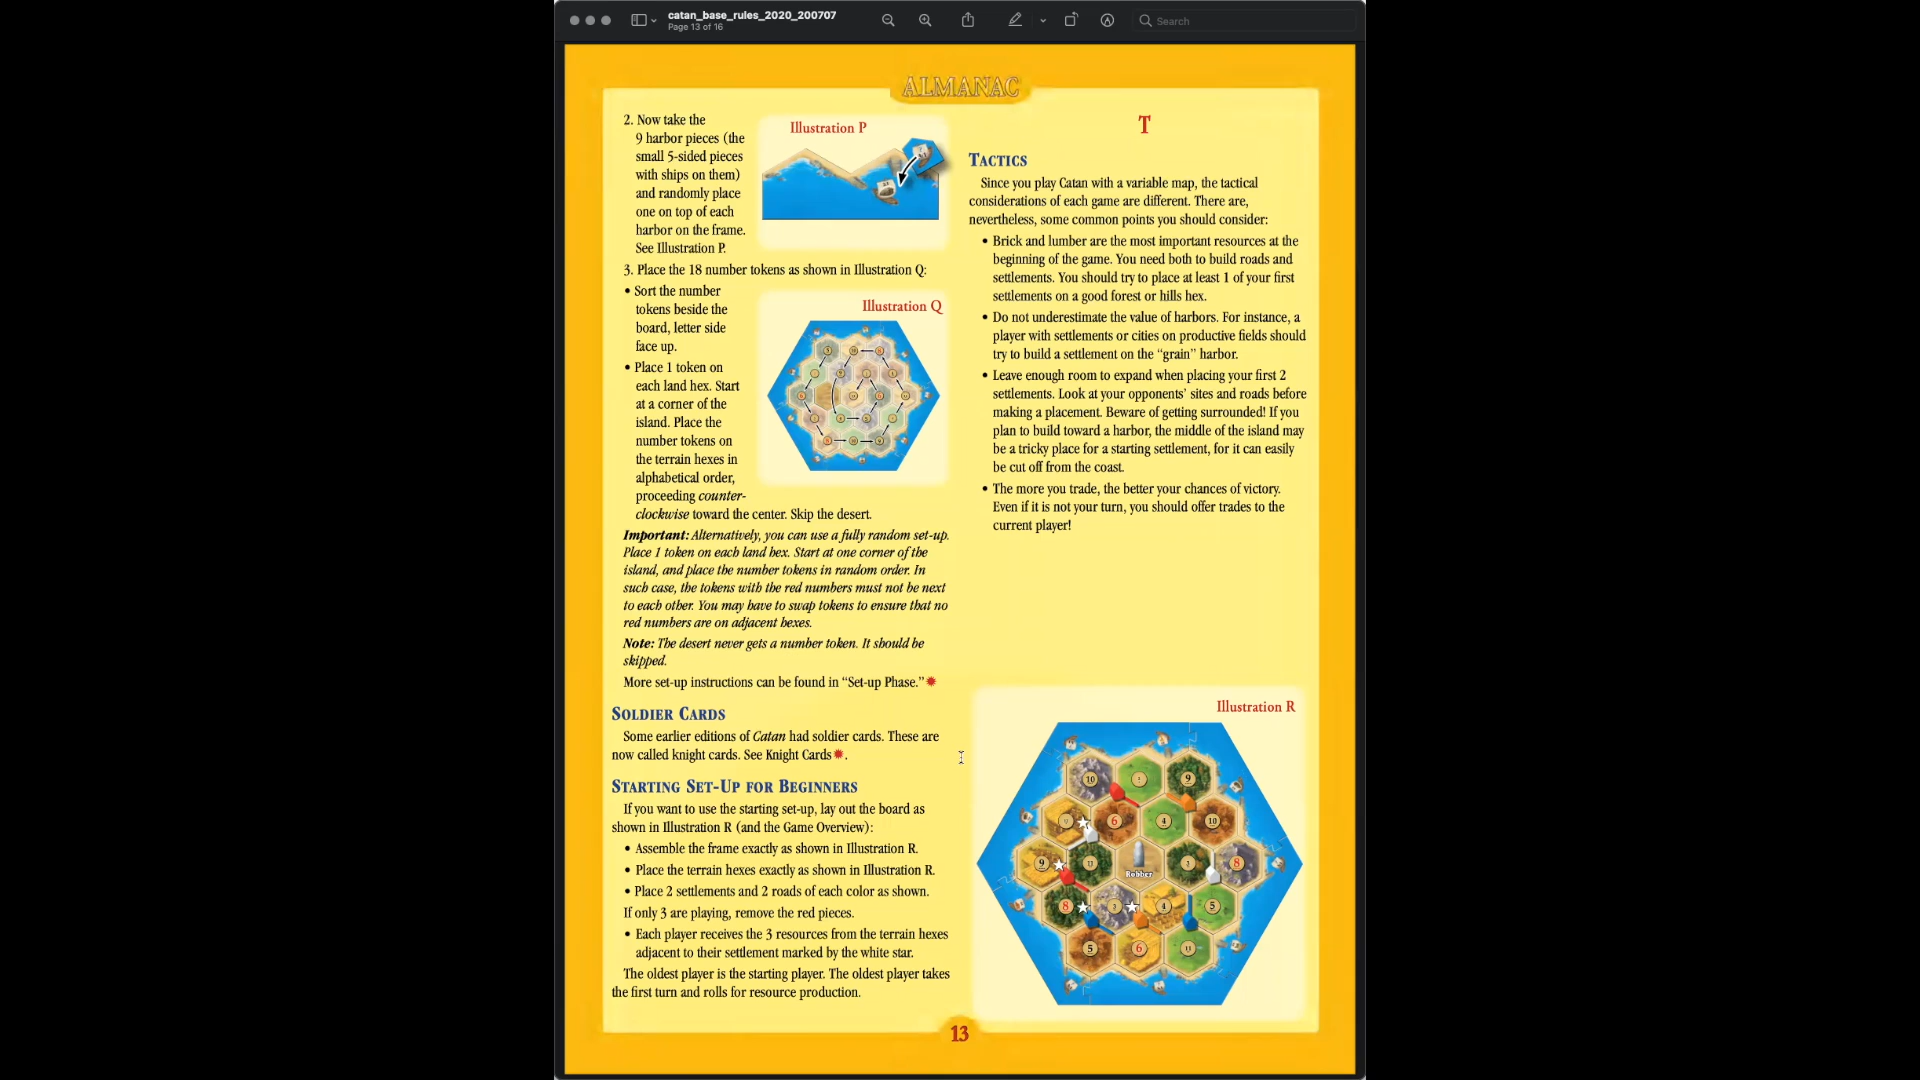 catan_base_rules_2020_200707
Page 13 of 16
Search
ALMANAC
2. Now take the
9 harbor pieces (the
small 5-sided pieces
with ships on them)
and randomly place
one on top of each
harbor on the frame.
See Illustration P.
Illustration P
3. Place the 18 number tokens as shown in Illustration Q:
• Sort the number
tokens beside the
board, letter side
face up.
• Place 1 token on
each land hex. Start
at a corner of the
island. Place the
number tokens on
the terrain hexes in
alphabetical order,
proceeding counter-
clockwise toward the center. Skip the desert.
Illustration Q
Important: Alternatively, you can use a fully random set-up.
Place 1 token on each land hex. Start at one corner of the
island, and place the number tokens in random order. In
such case, the tokens with the red numbers must not be next
to each other. You may have to swap tokens to ensure that no
red numbers are on adjacent hexes.
Note: The desert never gets a number token. It should be
skipped.
More set-up instructions can be found in “Set-up Phase.”
SOLDIER CARDS
Some earlier editions of Catan had soldier cards. These are
now called knight cards. See Knight Cards.
STARTING SET-UP FOR BEGINNERS
If you want to use the starting set-up, lay out the board as
shown in Illustration R (and the Game Overview):
• Assemble the frame exactly as shown in Illustration R.
• Place the terrain hexes exactly as shown in Illustration R.
• Place 2 settlements and 2 roads of each color as shown.
If only 3 are playing, remove the red pieces.
• Each player receives the 3 resources from the terrain hexes
adjacent to their settlement marked by the white star.
The oldest player is the starting player. The oldest player takes
the first turn and rolls for resource production.
T
TACTICS
Since you play Catan with a variable map, the tactical
considerations of each game are different. There are,
nevertheless, some common points you should consider:
• Brick and lumber are the most important resources at the
beginning of the game. You need both to build roads and
settlements. You should try to place at least 1 of your first
settlements on a good forest or hills hex.
• Do not underestimate the value of harbors. For instance, a
player with settlements or cities on productive fields should
try to build a settlement on the “grain” harbor.
• Leave enough room to expand when placing your first 2
settlements. Look at your opponents’ sites and roads before
making a placement. Beware of getting surrounded! If you
plan to build toward a harbor, the middle of the island may
be a tricky place for a starting settlement, for it can easily
be cut off from the coast.
• The more you trade, the better your chances of victory.
Even if it is not your turn, you should offer trades to the
current player!
Illustration R
10 9
6 4 10
9 Robber 8
8 4 5
5 6 11
13